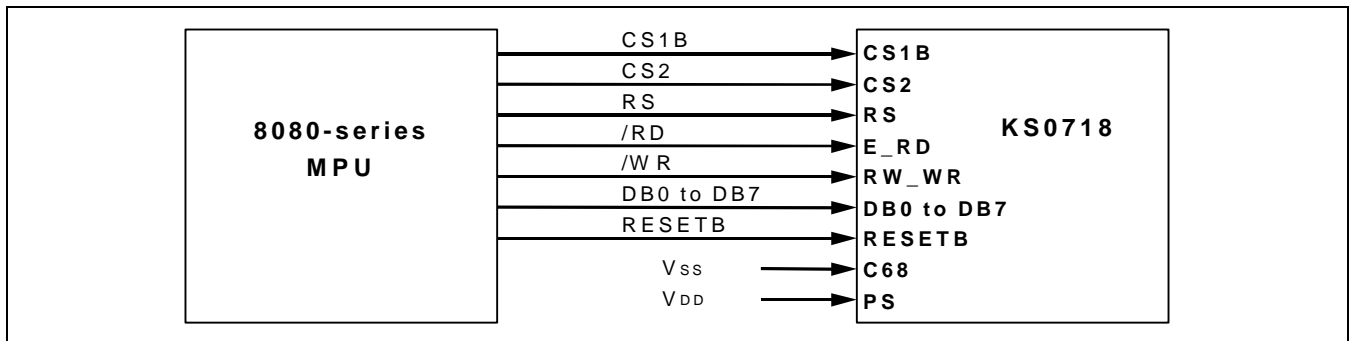 8080-series
MPU
CS1B
CS2
RS
/RD
/WR
DB0 to DB7
RESETB
VSS
VDD
CS1B
CS2
RS
E_RD
RW_WR
DB0 to DB7
RESETB
C68
PS
KS0718